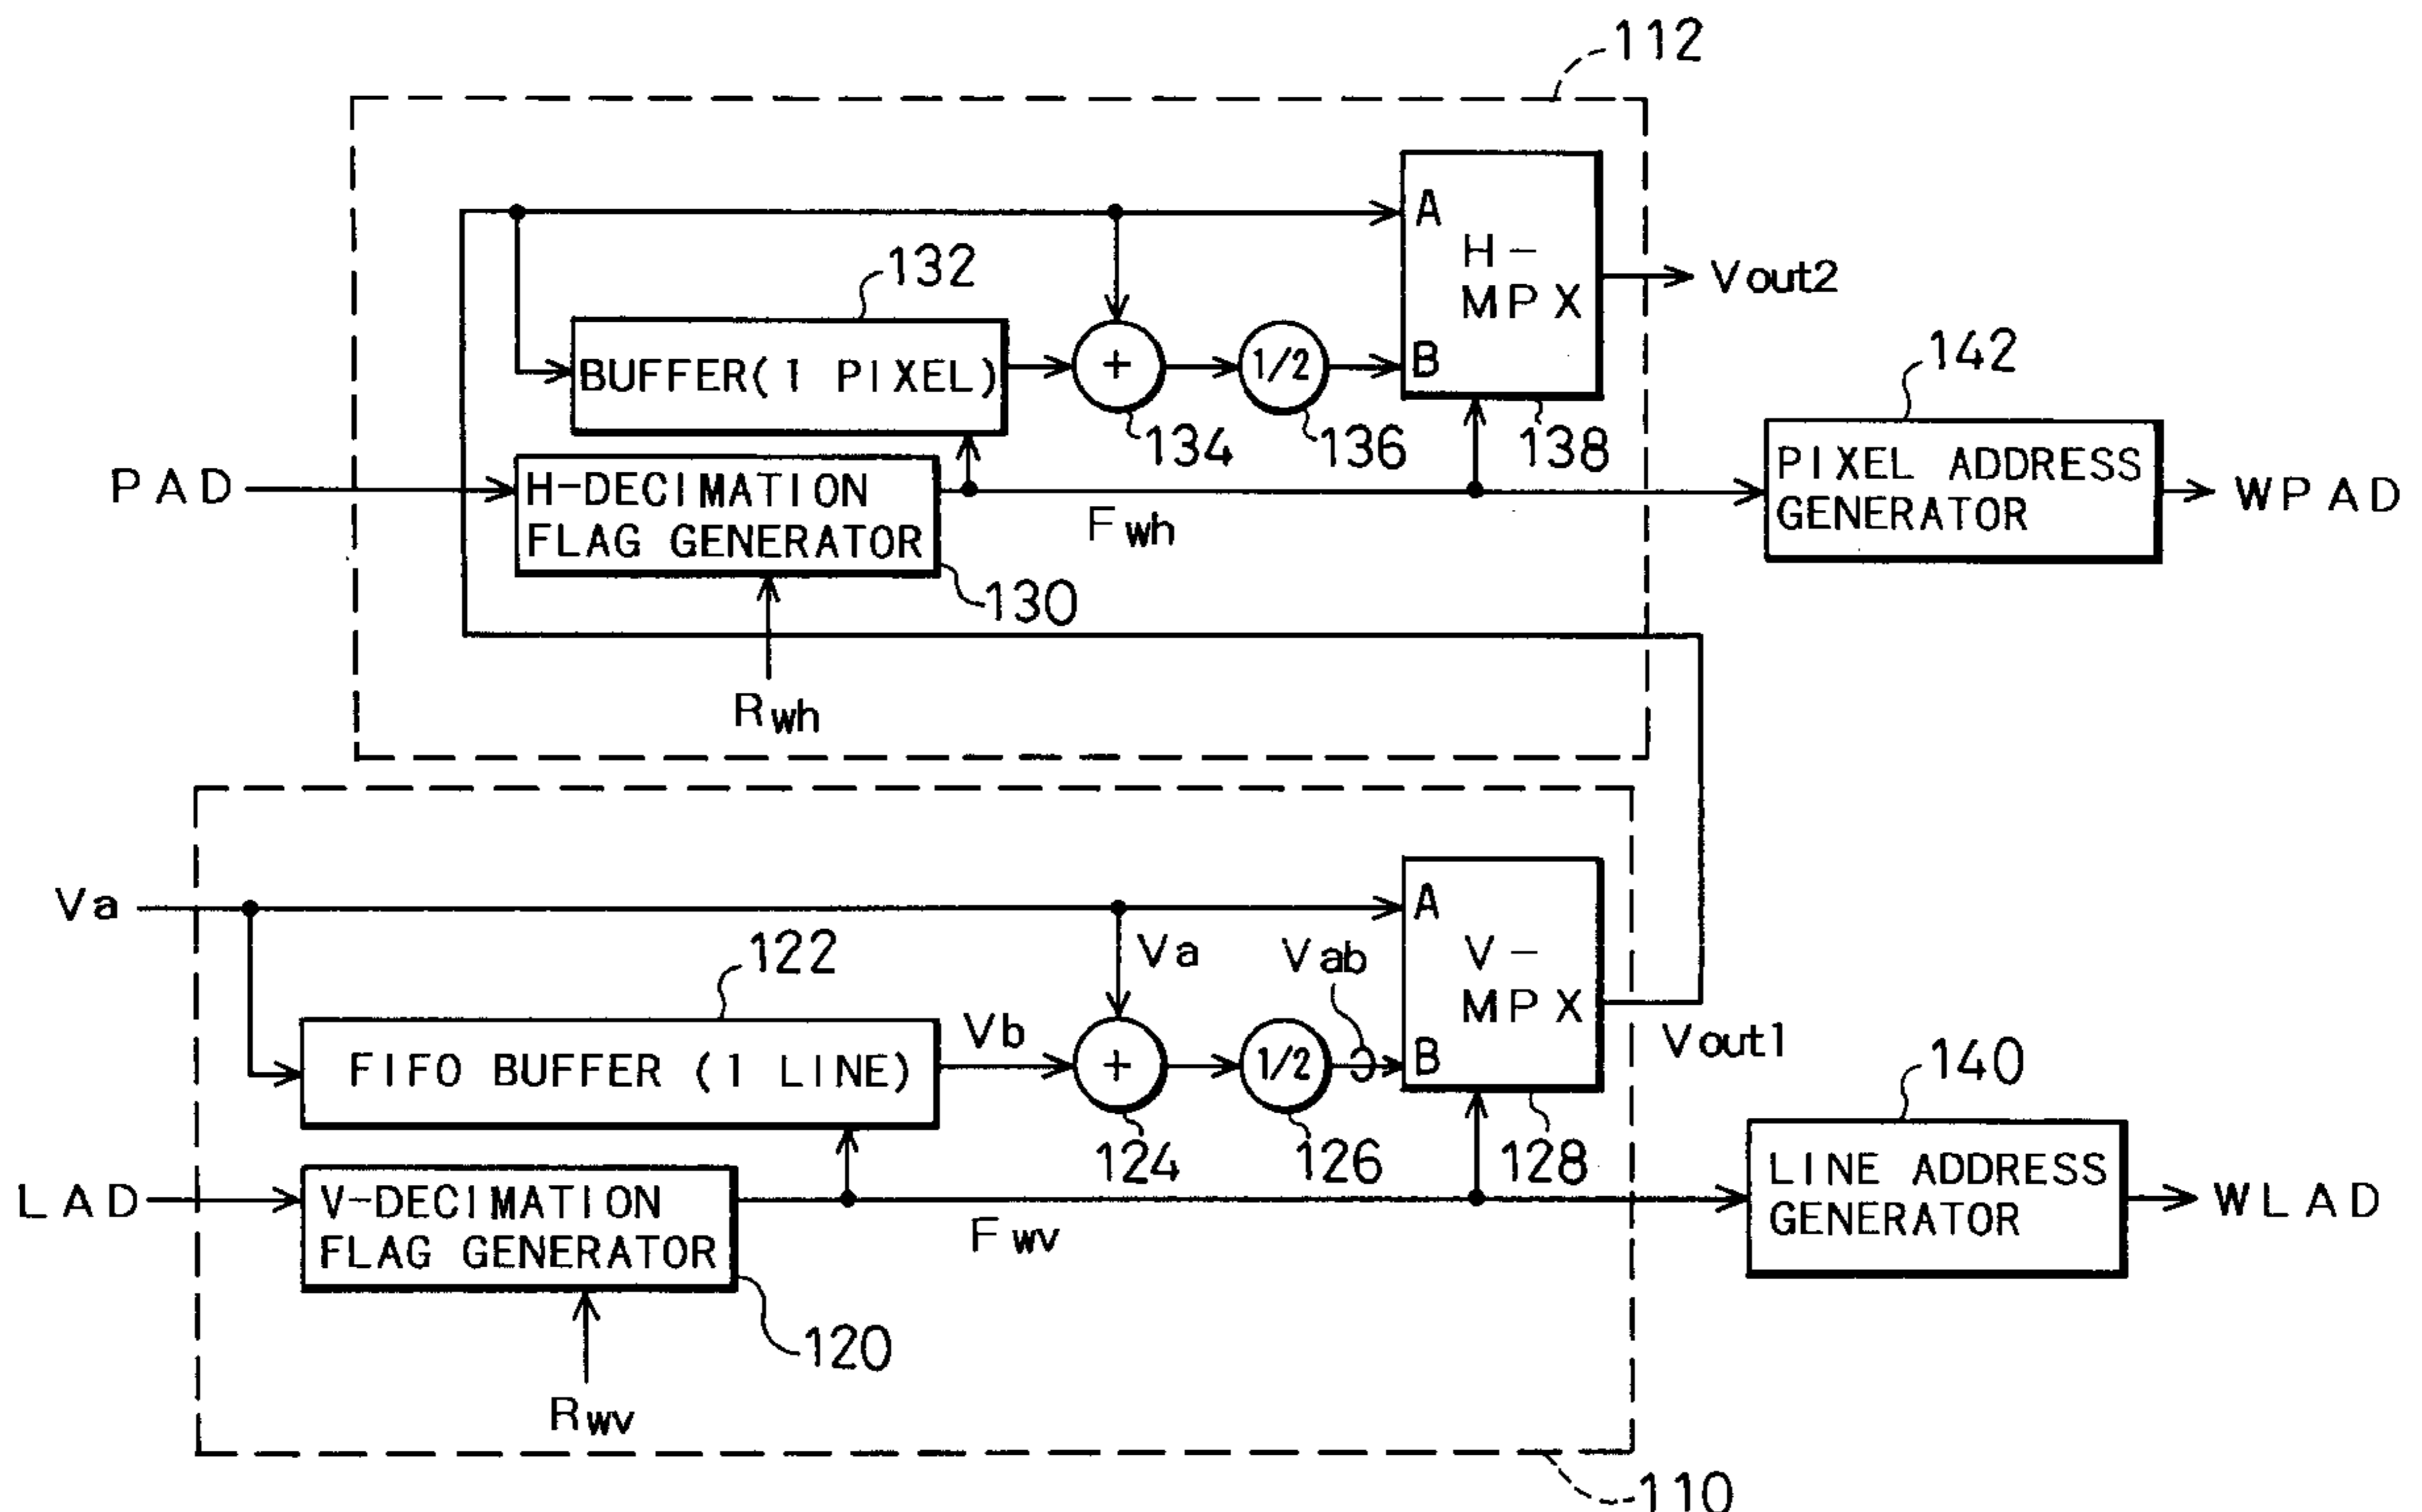 112
A
H-
MPX
Vout2
132
BUFFER(1 PIXEL)
+
1/2
B
134
136
138
142
PAD
H-DECIMATION
FLAG GENERATOR
Fwh
PIXEL ADDRESS
GENERATOR
WPAD
130
Rwh
Va
A
V-
MPX
122
Va
Vab
FIFO BUFFER (1 LINE)
Vb
+
1/2
B
Vout1
124
126
128
140
LAD
V-DECIMATION
FLAG GENERATOR
Fwv
LINE ADDRESS
GENERATOR
WLAD
120
Rwv
110